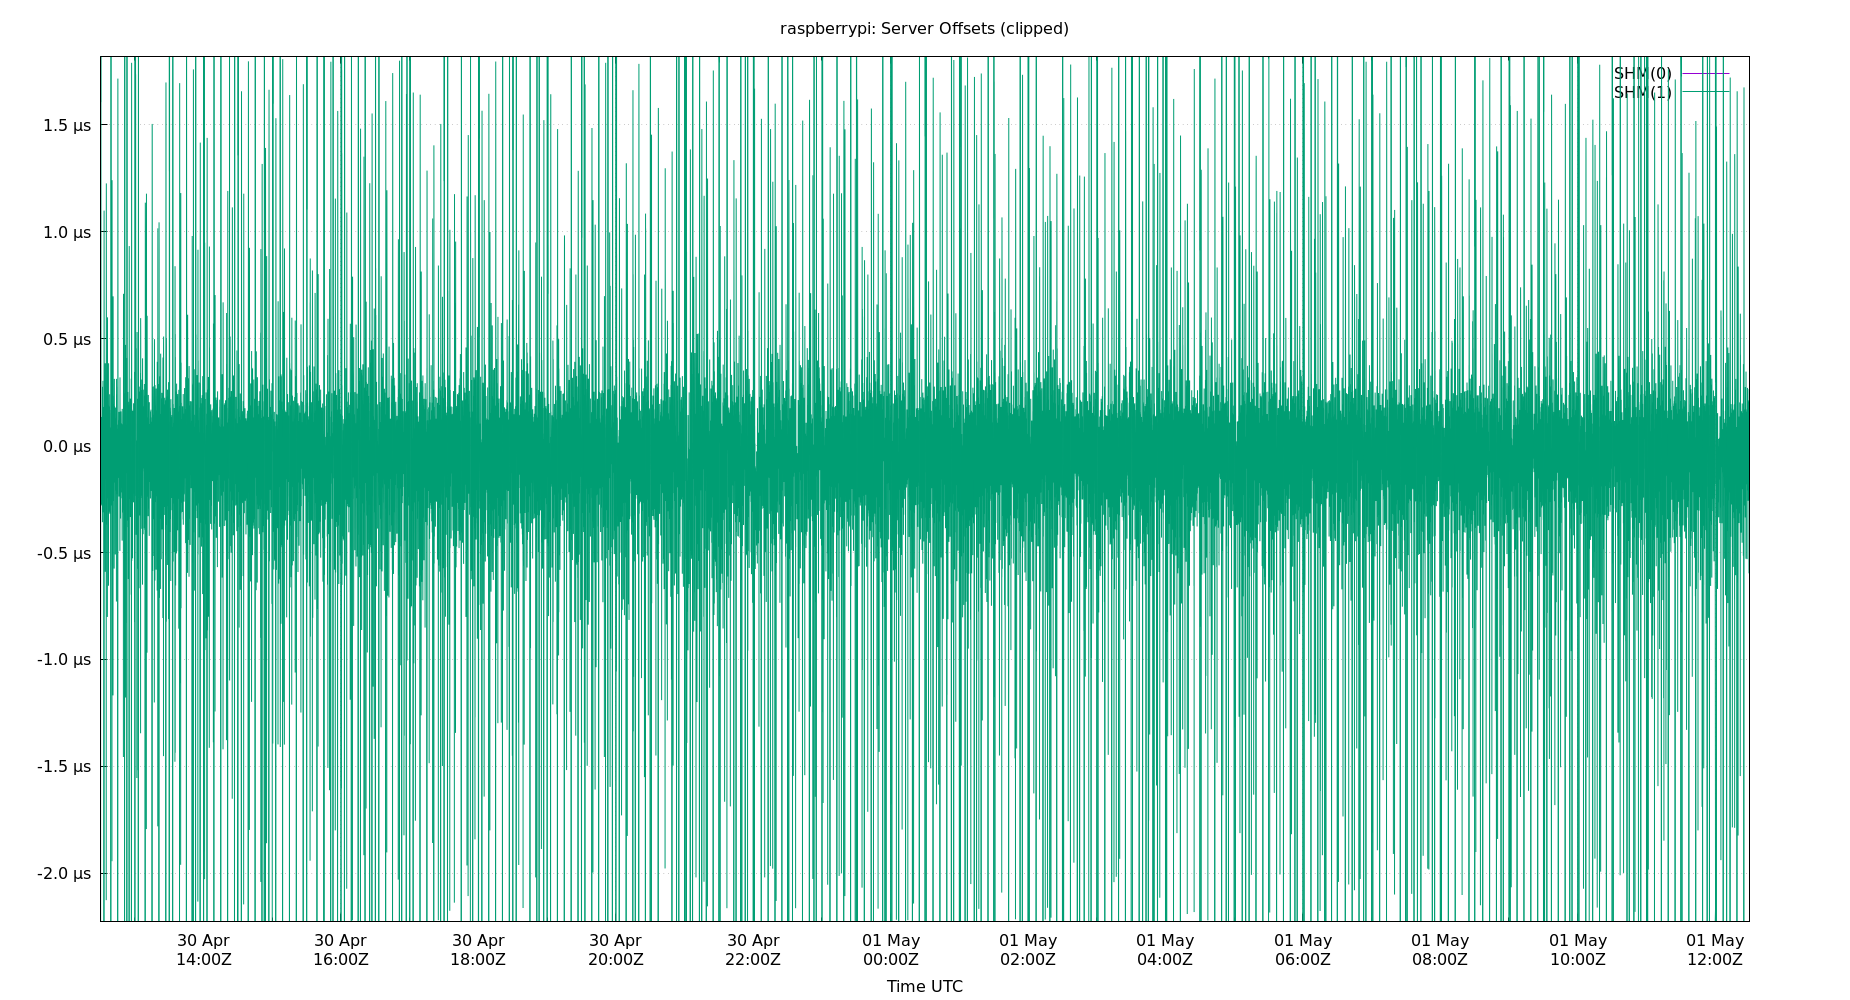 raspberrypi: Server Offsets (clipped)
SHM(0)
SHM(1)
1.5 µs
1.0 µs
0.5 µs
0.0 µs
-0.5 µs
-1.0 µs
-1.5 µs
-2.0 µs
30 Apr 30 Apr 30 Apr 30 Apr 30 Apr 01 May 01 May 01 May 01 May 01 May 01 May 01 May
14:00Z 16:00Z 18:00Z 20:00Z 22:00Z 00:00Z 02:00Z 04:00Z 06:00Z 08:00Z 10:00Z 12:00Z
Time UTC